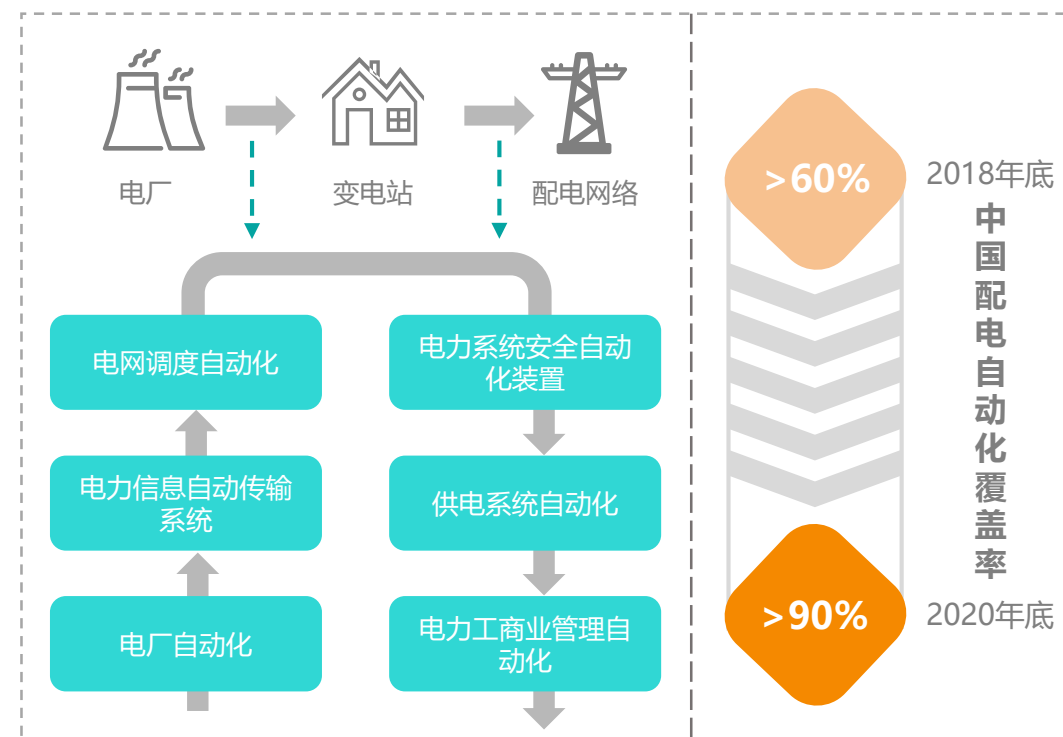 电厂
变电站
配电网络
电网调度自动化
电力系统安全自动
化装置
电力信息自动传输
系统
供电系统自动化
电厂自动化
电力工商业管理自
动化
>60%
2018年底
中国配电自动化覆盖率
>90%
2020年底